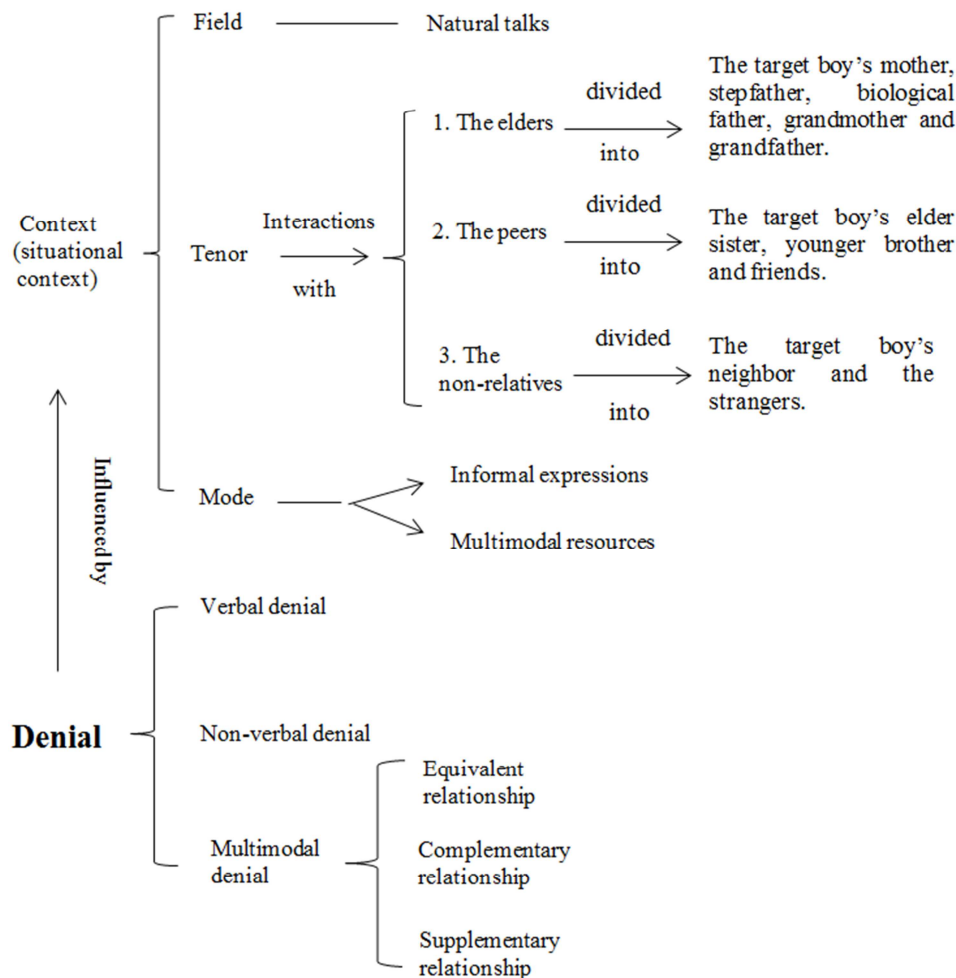 Field
Natural talks
Context
(situational
context)
Tenor
Interactions
with
1. The elders
divided
into
The target boy’s mother,
stepfather, biological
father, grandmother and
grandfather.
2. The peers
divided
into
The target boy’s elder
sister, younger brother
and friends.
3. The
non-relatives
divided
into
The target boy’s
neighbor and the
strangers.
Mode
Informal expressions
Multimodal resources
Influenced by
Denial
Verbal denial
Non-verbal denial
Multimodal
denial
Equivalent
relationship
Complementary
relationship
Supplementary
relationship